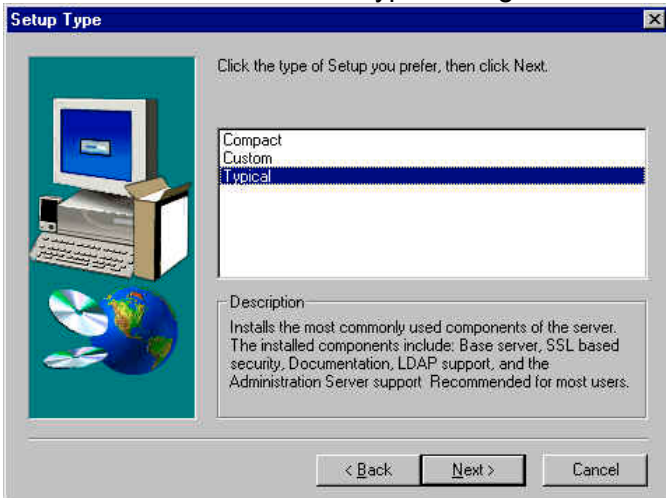 Setup Type
Click the type of Setup you prefer, then click Next.
Compact
Custom
Typical
Description
Installs the most commonly used components of the server.
The installed components include: Base server, SSL based
security, Documentation, LDAP support, and the
Administration Server support Recommended for most users.
< Back
Next >
Cancel